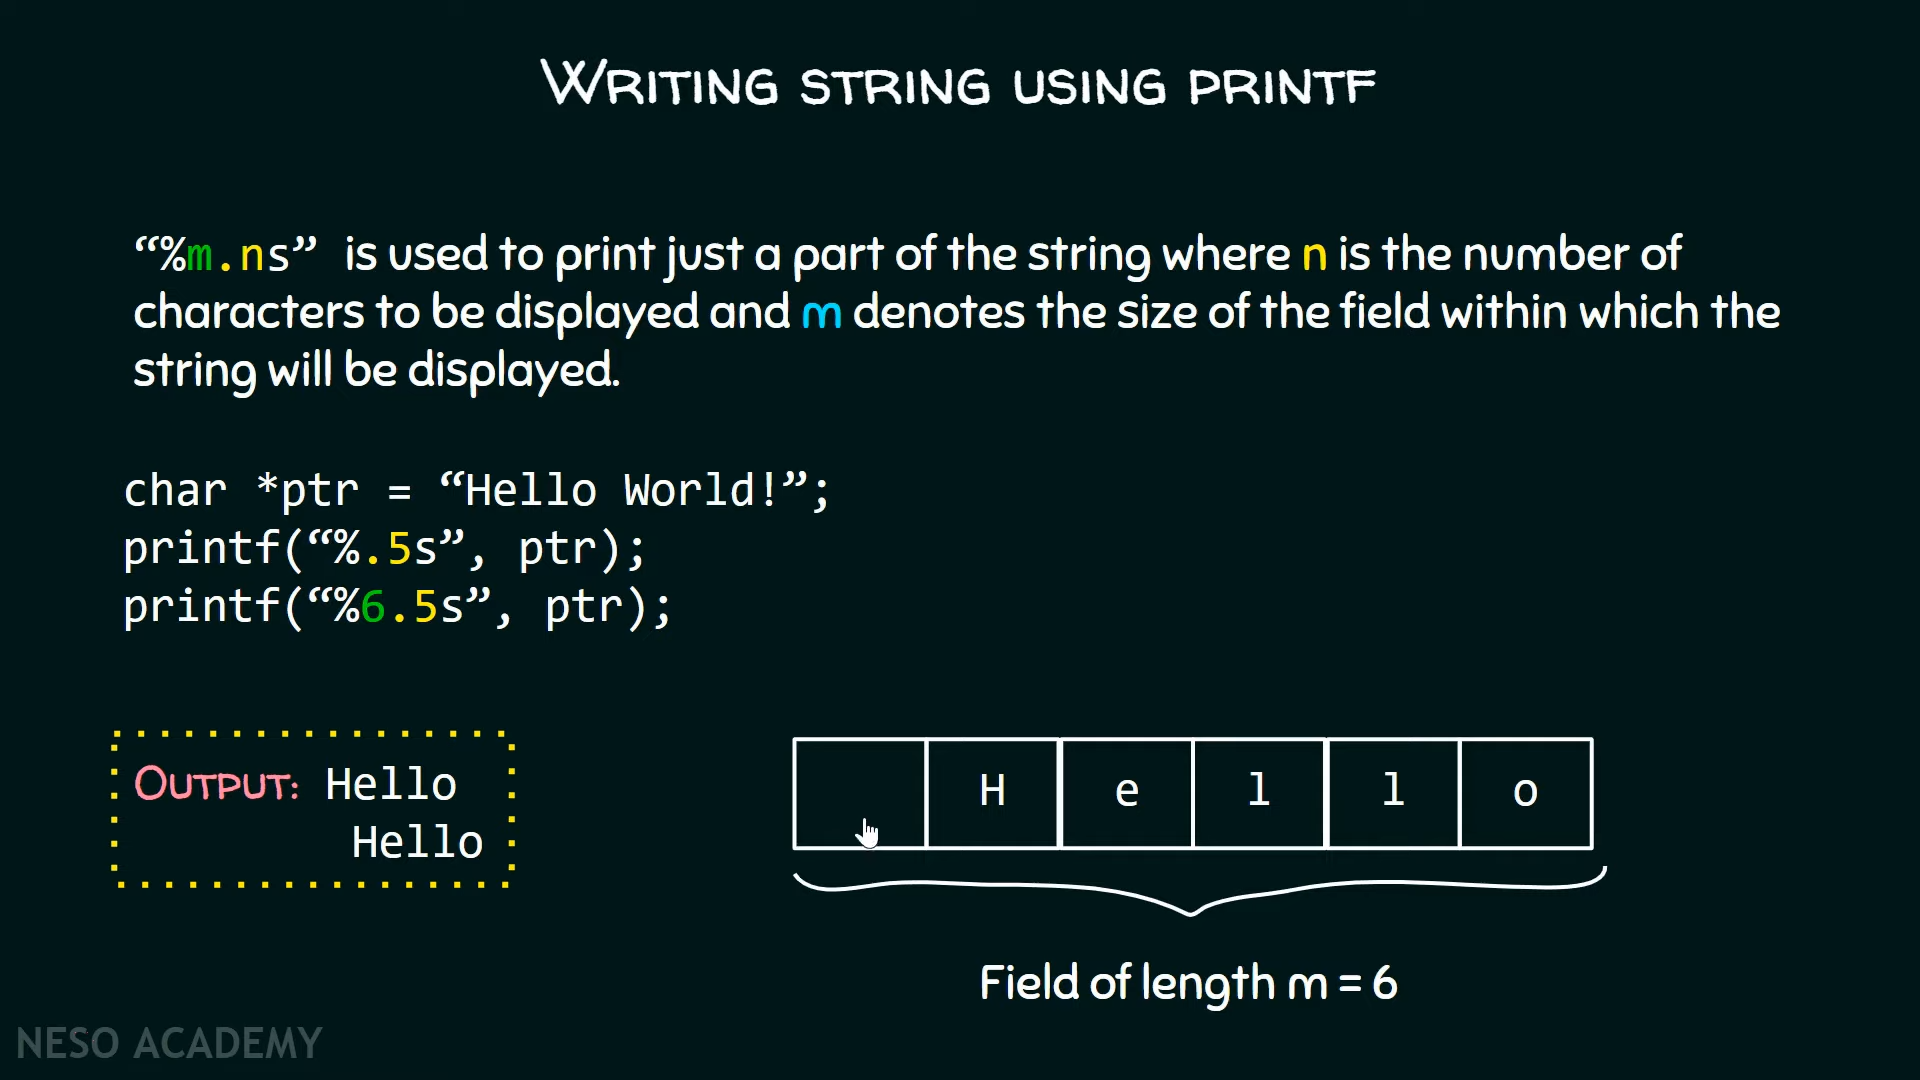 WRITING STRING USING PRINTF
“%m.ns” is used to print just a part of the string where n is the number of
characters to be displayed and m denotes the size of the field within which the
string will be displayed.
char *ptr = “Hello World!”;
printf(“%.5s”, ptr);
printf(“%6.5s”, ptr);
OUTPUT: Hello
Hello
H e l l o
Field of length m = 6
NESO ACADEMY